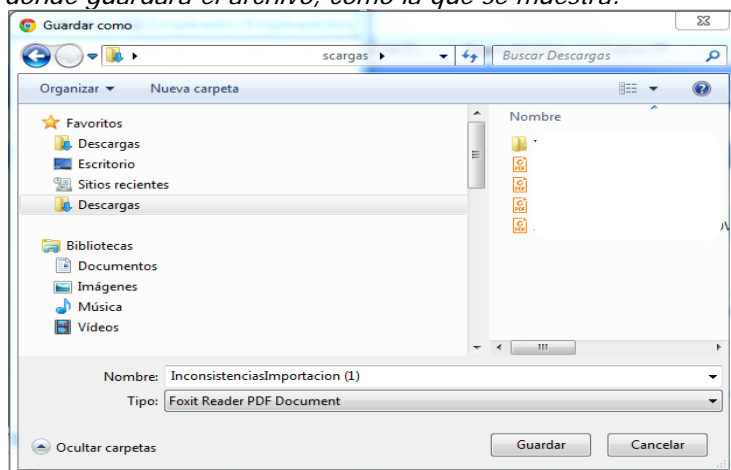 donde guardará el archivo, como la que se muestra:
Guardar como
scargas
Buscar Descargas
Organizar
Nueva carpeta
Favoritos
Descargas
Escritorio
Sitios recientes
Descargas
Bibliotecas
Documentos
Imágenes
Música
Vídeos
Nombre
Nombre: InconsistenciasImportacion (1)
Tipo: Foxit Reader PDF Document
Ocultar carpetas
Guardar
Cancelar